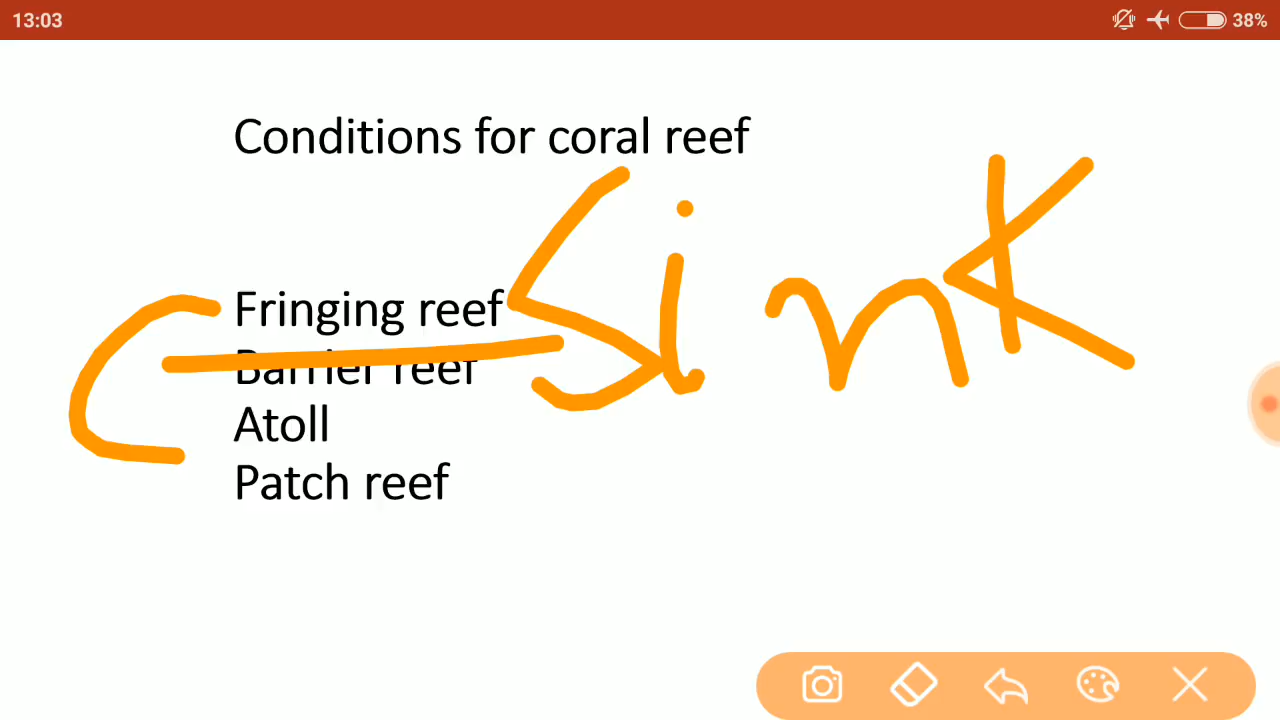 13:03 38%
Conditions for coral reef
Sink
Fringing reef
Barrier reef
Atoll
Patch reef